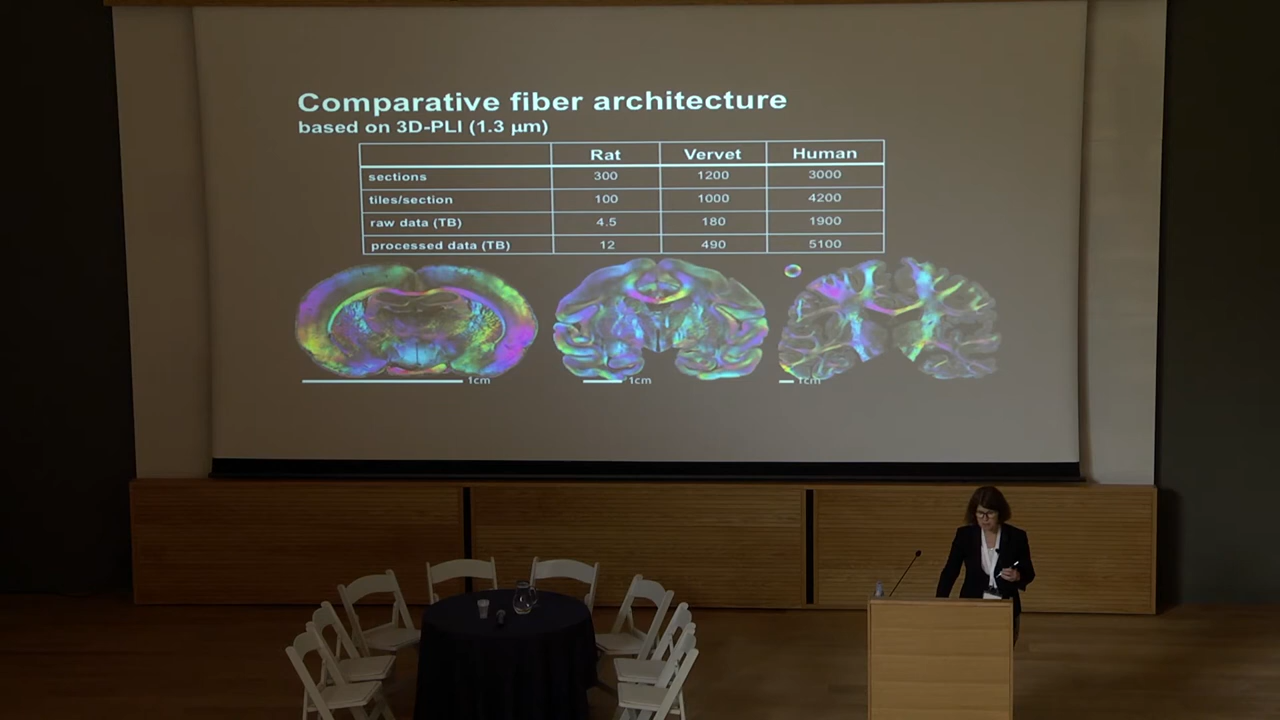 Comparative fiber architecture
based on 3D-PLI (1.3 μm)
Rat Vervet Human
sections 300 1200 3000
tiles/section 100 1000 4200
raw data (TB) 4.5 180 1900
processed data (TB) 12 490 5100
1cm 1cm 1cm